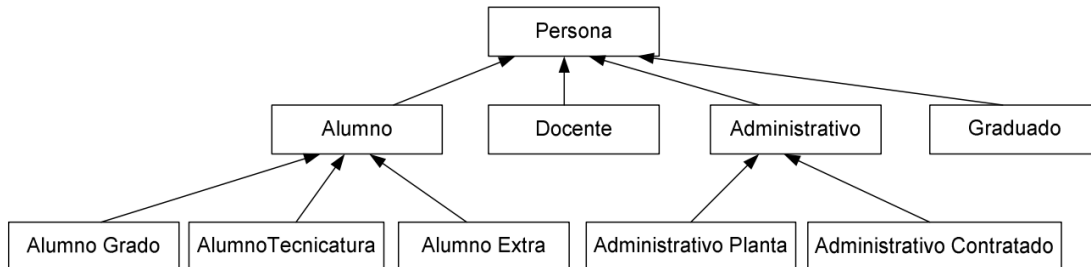 Persona
Alumno
Docente
Administrativo
Graduado
Alumno Grado
AlumnoTecnicatura
Alumno Extra
Administrativo Planta
Administrativo Contratado